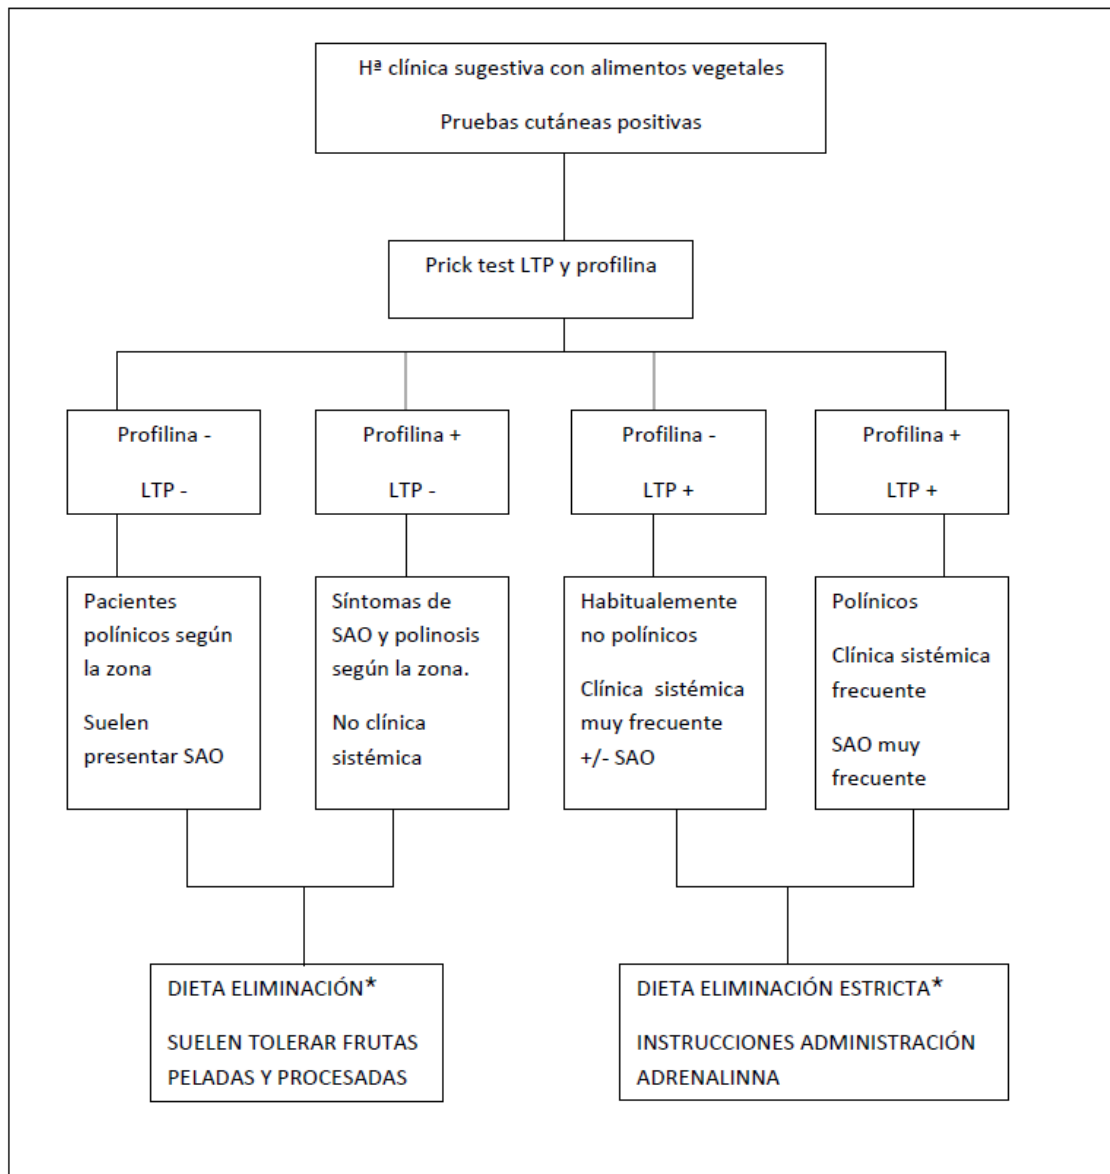 Hª clínica sugestiva con alimentos vegetales
Pruebas cutáneas positivas
Prick test LTP y profilina
Profilina -
LTP -
Profilina +
LTP -
Profilina -
LTP +
Profilina +
LTP +
Pacientes
polínicos según
la zona
Suelen
presentar SAO
Síntomas de
SAO y polinosis
según la zona.
No clínica
sistémica
Habitualemente
no polínicos
Clínica sistémica
muy frecuente
+/- SAO
Polínicos
Clínica sistémica
frecuente
SAO muy
frecuente
DIETA ELIMINACIÓN*
SUELEN TOLERAR FRUTAS
PELADAS Y PROCESADAS
DIETA ELIMINACIÓN ESTRICTA*
INSTRUCCIONES ADMINISTRACIÓN
ADRENALINNA